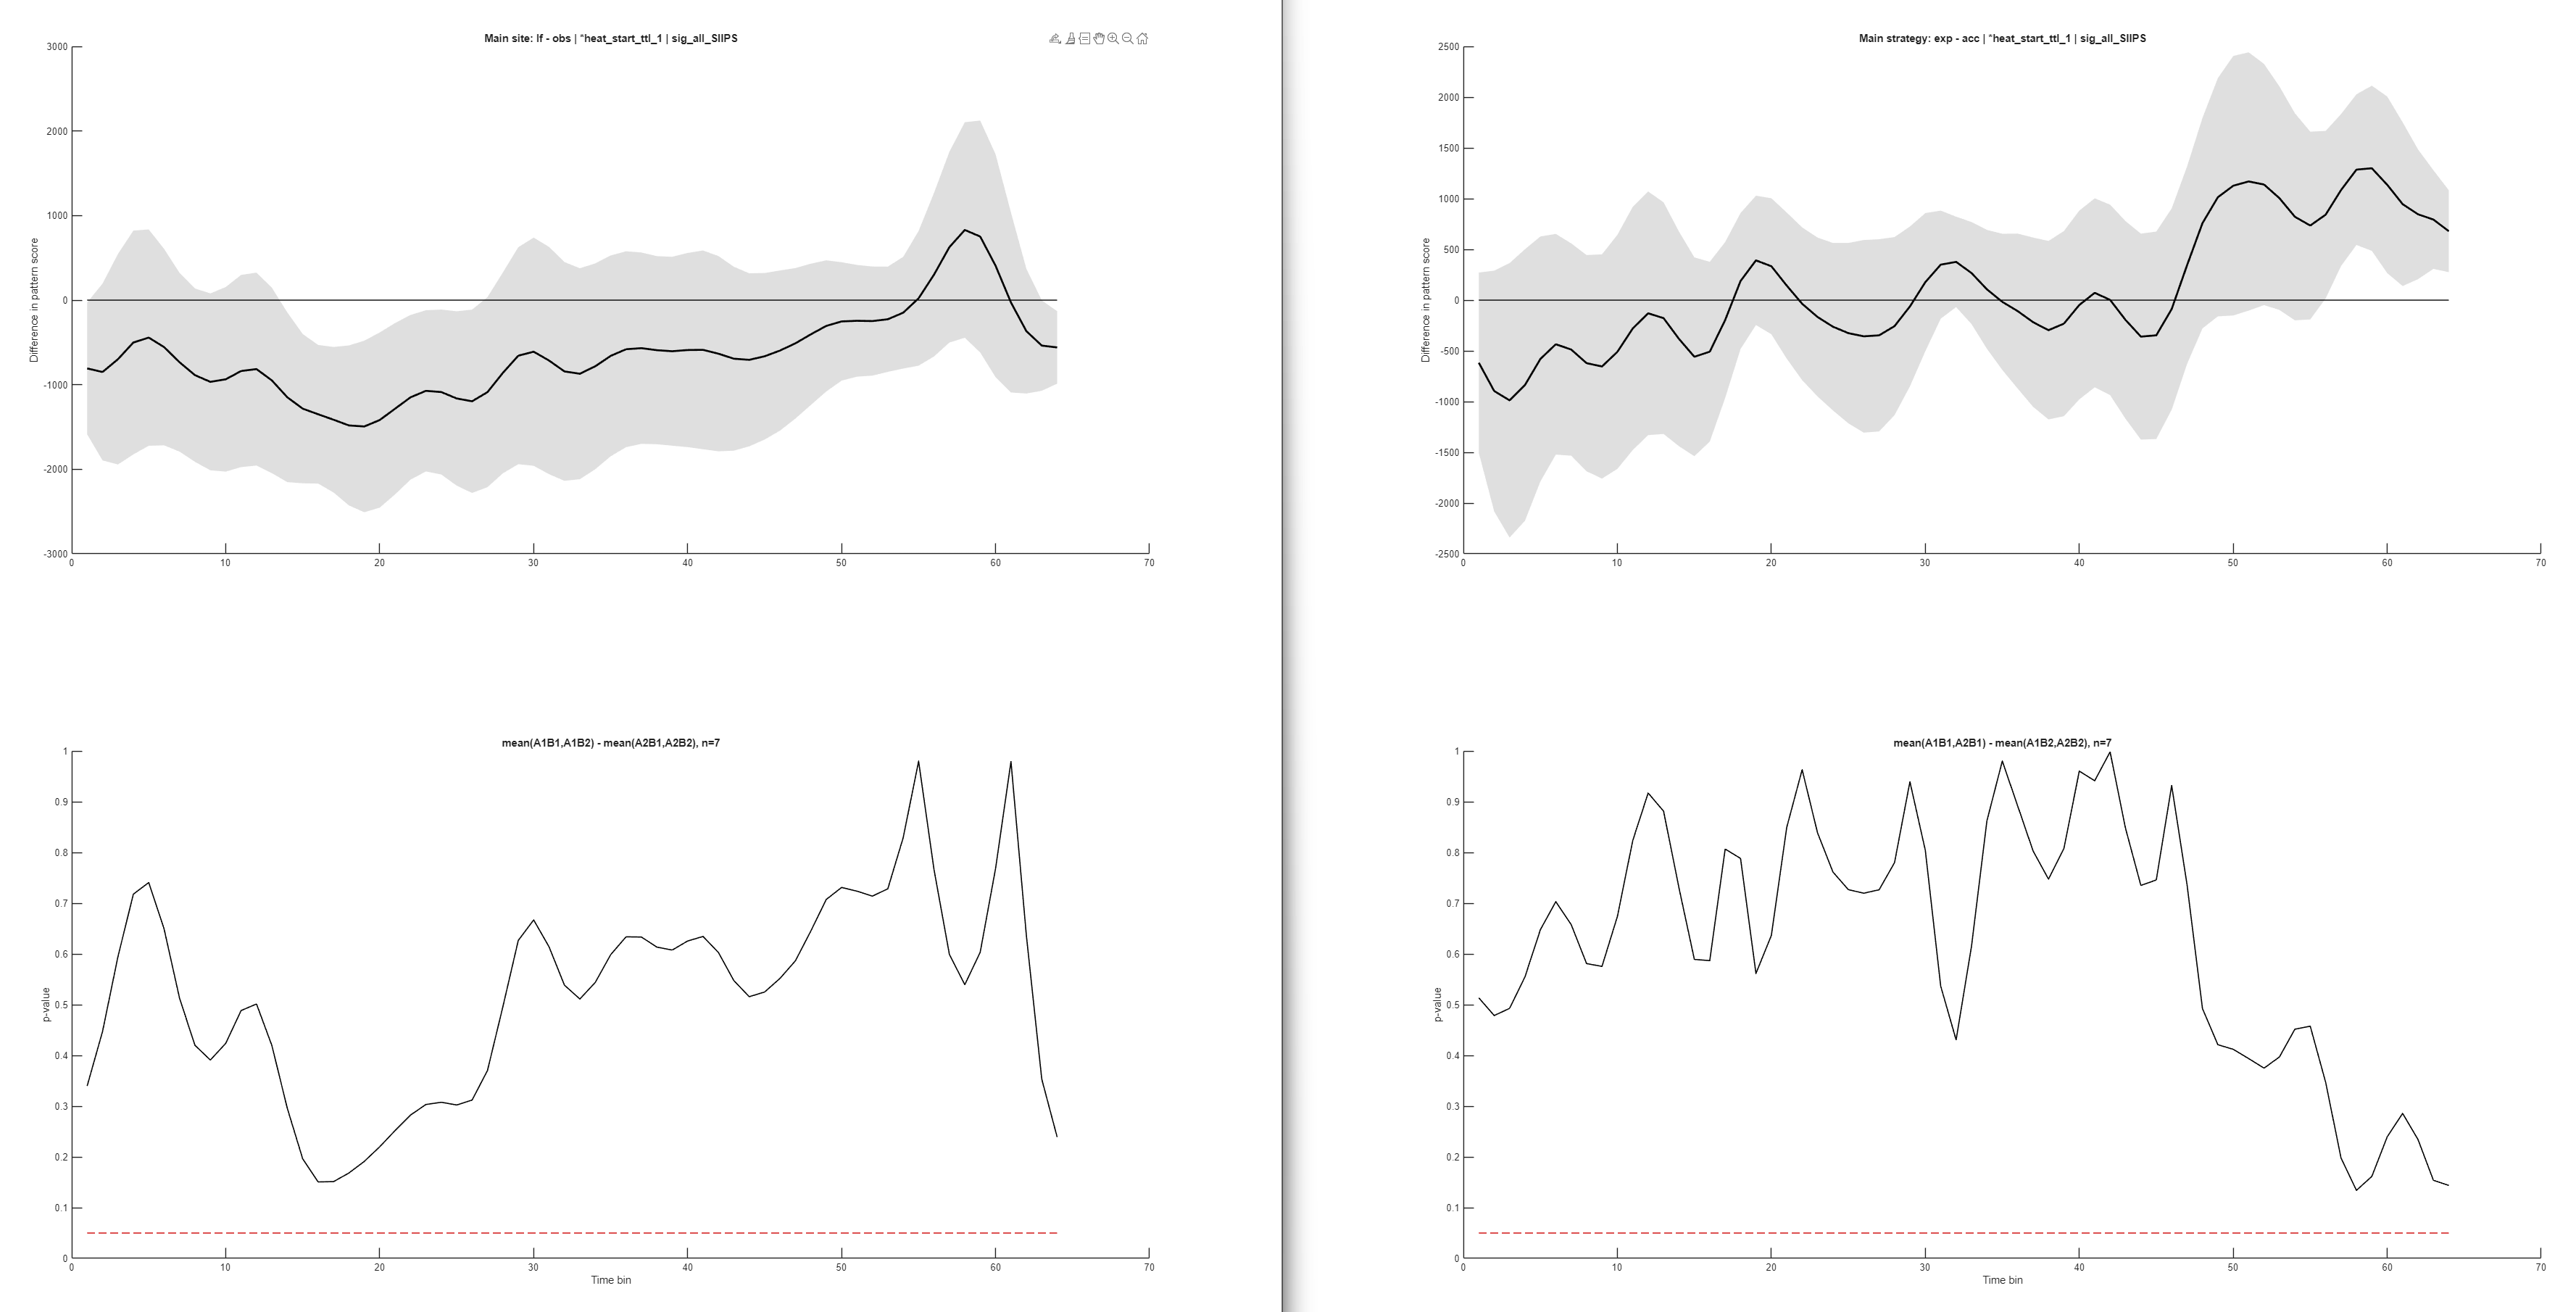 Main site: lf - obs | *heat_start_ttl_1 | sig_all_SIIPS
3000
2000
1000
0
-1000
-2000
-3000
Difference in pattern score
0 10 20 30 40 50 60 70
mean(A1B1,A1B2) - mean(A2B1,A2B2), n=7
1
0.9
0.8
0.7
0.6
0.5
0.4
0.3
0.2
0.1
0
p-value
0 10 20 30 40 50 60 70
Time bin
Main strategy: exp - acc | *heat_start_ttl_1 | sig_all_SIIPS
2500
2000
1500
1000
500
0
-500
-1000
-1500
-2000
-2500
Difference in pattern score
0 10 20 30 40 50 60 70
mean(A1B1,A2B1) - mean(A1B2,A2B2), n=7
1
0.9
0.8
0.7
0.6
0.5
0.4
0.3
0.2
0.1
0
p-value
0 10 20 30 40 50 60 70
Time bin